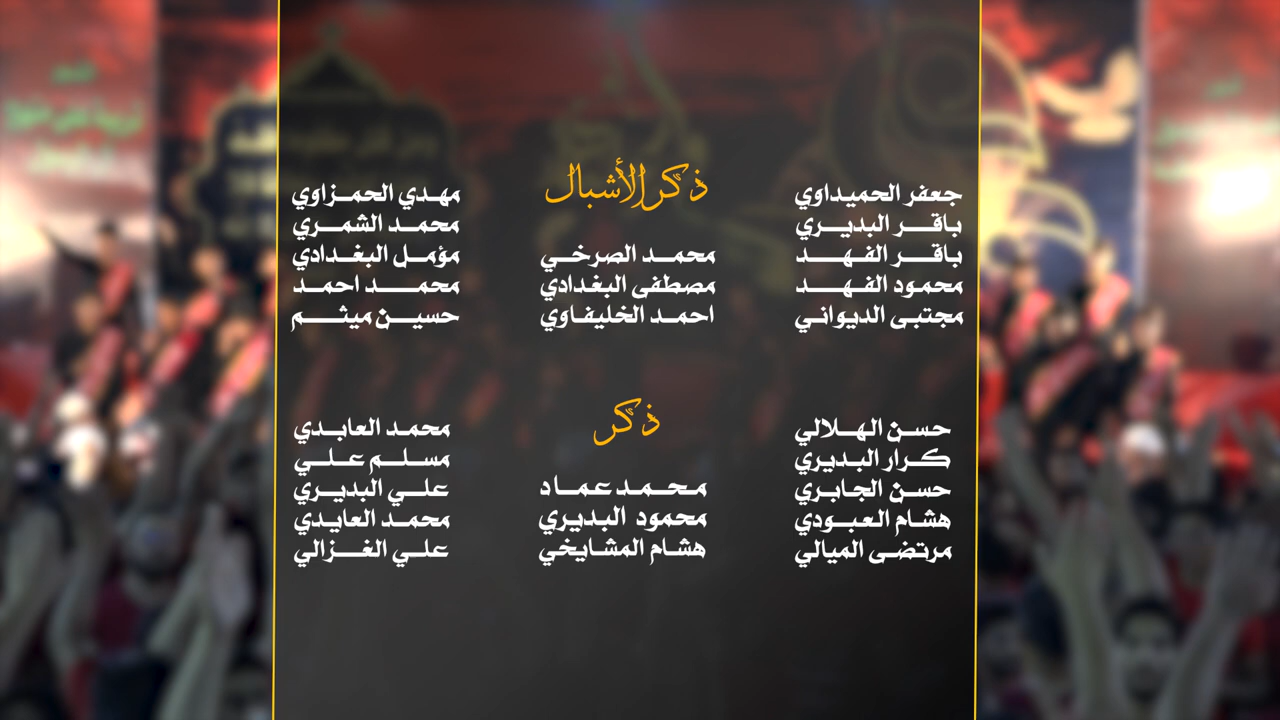 ذكر الأشبال
جعفر الحميداوي
باقر البديري
باقر الفهد
محمود الفهد
مجتبى الديواني
محمد الصرخي
مصطفى البغدادي
احمد الخليفاوي
مهدي الحمزاوي
محمد الشمري
مؤمل البغدادي
محمد احمد
حسين ميثم
ذكر
حسن الهلالي
كرار البديري
حسن الجابري
هشام العبودي
مرتضى الميالي
محمد عماد
محمود البديري
هشام المشايخي
محمد العابدي
مسلم علي
علي البديري
محمد العايدي
علي الغزالي